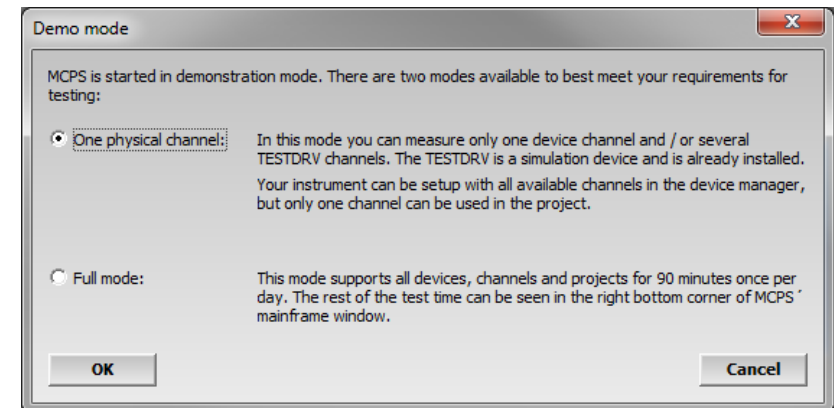 Demo mode
MCPS is started in demonstration mode. There are two modes available to best meet your requirements for
testing:
One physical channel:
In this mode you can measure only one device channel and / or several
TESTDRV channels. The TESTDRV is a simulation device and is already installed.
Your instrument can be setup with all available channels in the device manager,
but only one channel can be used in the project.
Full mode:
This mode supports all devices, channels and projects for 90 minutes once per
day. The rest of the test time can be seen in the right bottom corner of MCPS´
mainframe window.
OK
Cancel